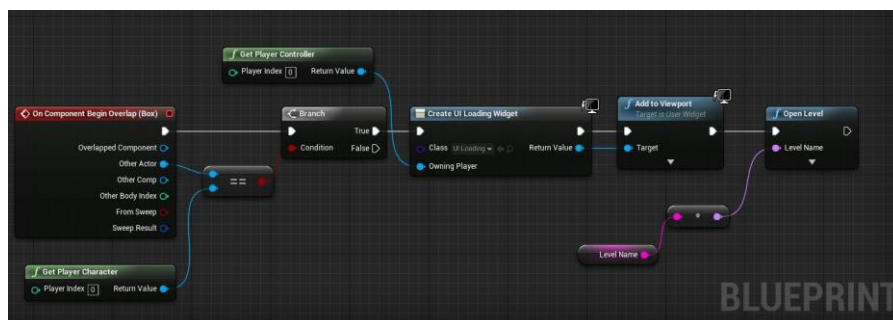 f Get Player Controller
Player Index 0 Return Value
On Component Begin Overlap (Box)
Overlapped Component
Other Actor
Other Comp
Other Body Index
From Sweep
Sweep Result
==
Branch
True
Condition False
Create UI Loading Widget
Class UI Loading Return Value
Owning Player
f Add to Viewport
Target is User Widget
Target
f Open Level
Level Name
Level Name
f Get Player Character
Player Index 0 Return Value
BLUEPRINT